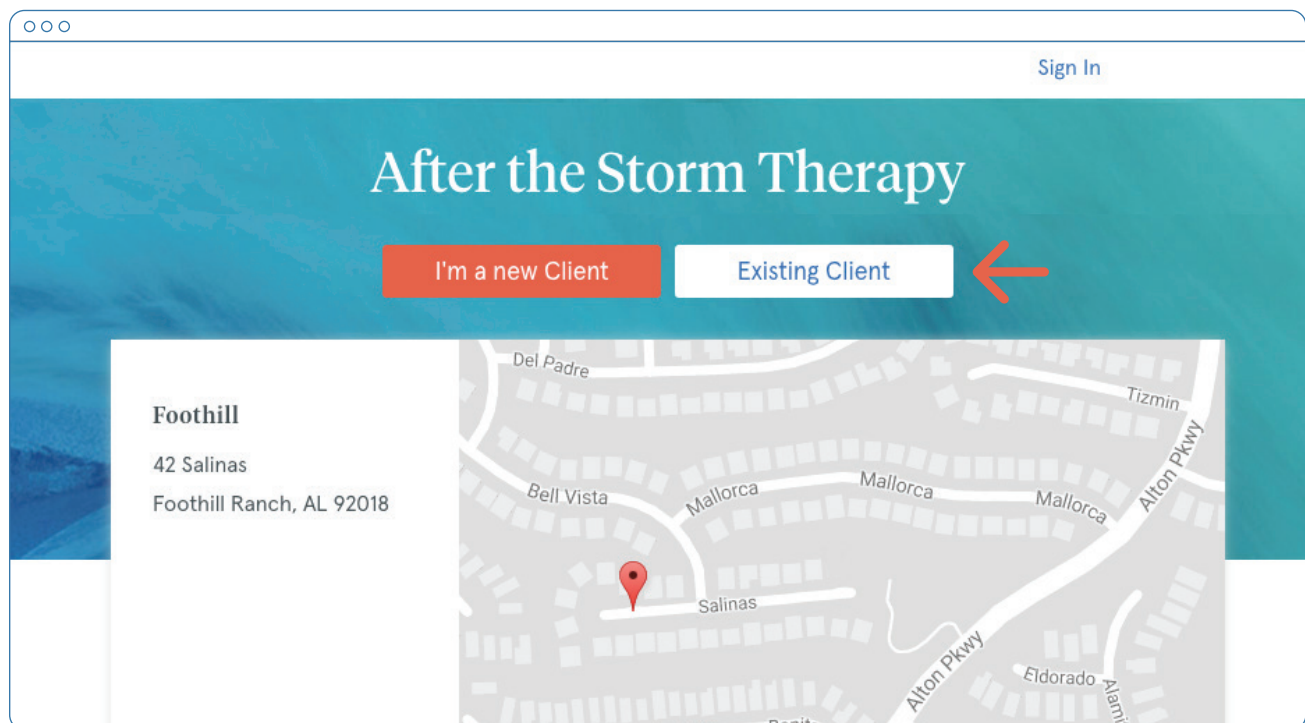 Sign In
After the Storm Therapy
I'm a new Client
Existing Client
Foothill
42 Salinas
Foothill Ranch, AL 92018
Del Padre
Tizmin
Alton Pkwy
Bell Vista
Mallorca
Mallorca
Mallorca
Salinas
Alton Pkwy
Eldorado